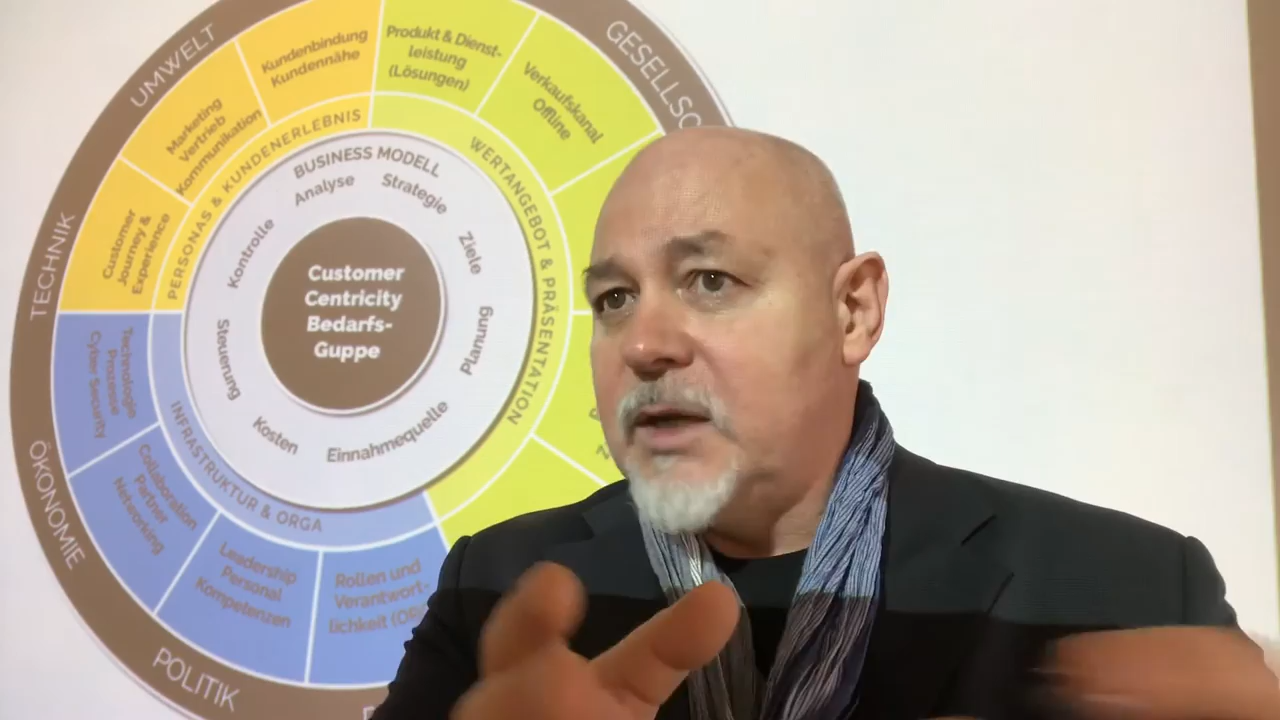 UMWELT
GESELLSC
TECHNIK
ÖKONOMIE
POLITIK
Kundenbindung
Kundennähe
Produkt & Dienst-
leistung
(Lösungen)
Verkaufskanal
Offline
Marketing
Vertrieb
Kommunikation
Customer
Journey &
Experience
Technologie
Prozesse
Cyber Security
Collaboration
Partner
Networking
Leadership
Personal
Kompetenzen
Rollen und
Verantwort-
lichkeit (OR
PERSONAS & KUNDENERLEBNIS
WERTANGEBOT & PRÄSENTATION
INFRASTRUKTUR & ORGA
BUSINESS MODELL
Analyse
Strategie
Ziele
Planung
Einnahmequelle
Kosten
Steuerung
Kontrolle
Customer
Centricity
Bedarfs-
Guppe